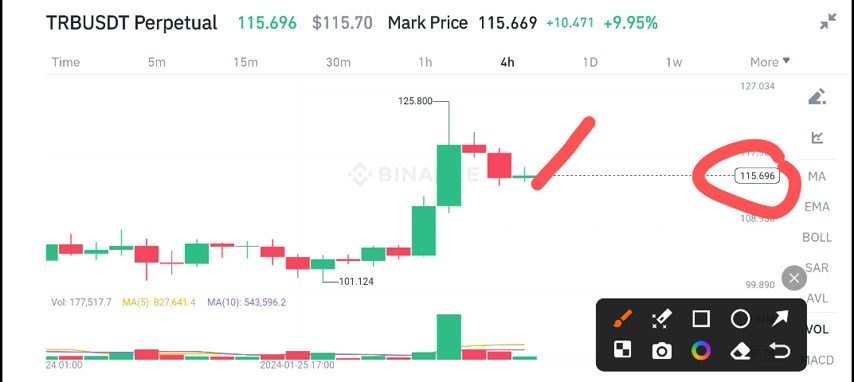 TRBUSDT Perpetual 115.696 $115.70 Mark Price 115.669 +10.471 +9.95%
Time 5m 15m 30m 1h 4h 1D 1w More
127.034
125.800
BINANCE
115.696
MA
EMA
108.930
BOLL
SAR
101.124
99.890
AVL
Vol: 177,517.7 MA(5): 827,641.4 MA(10): 543,596.2
VOL
24 01:00 2024-01-25 17:00
MACD